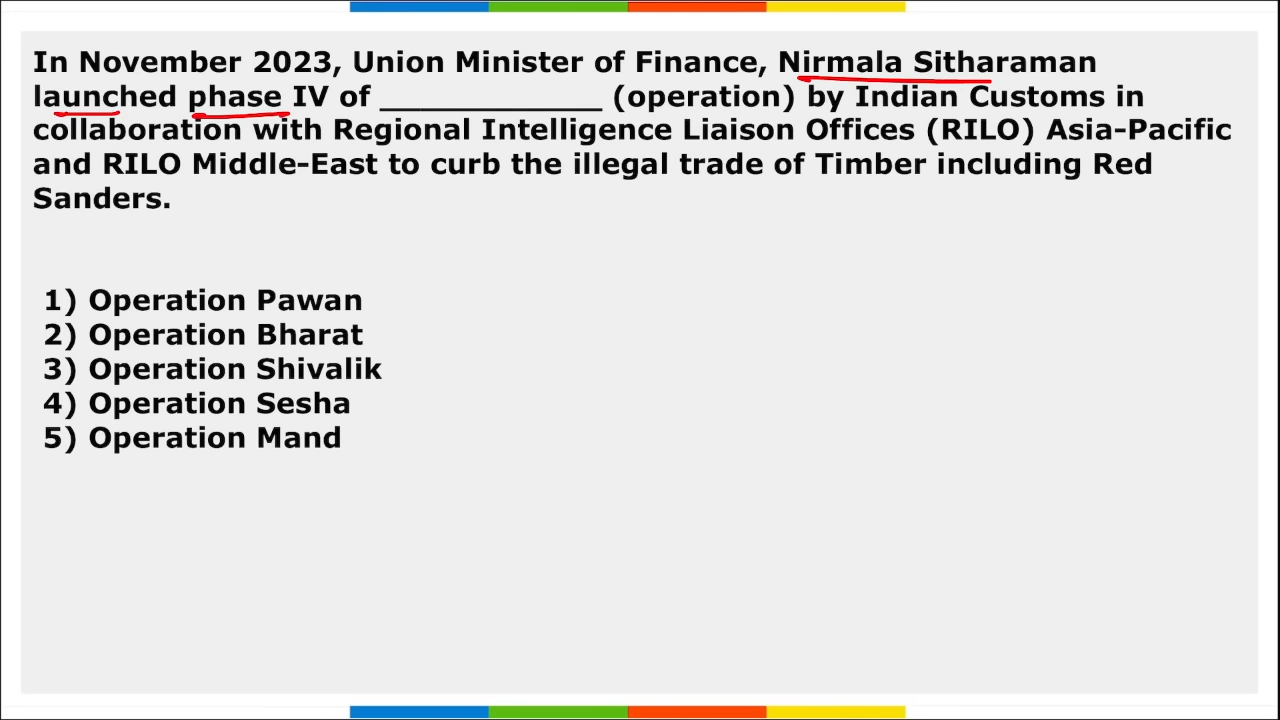 In November 2023, Union Minister of Finance, Nirmala Sitharaman
launched phase IV of ____________ (operation) by Indian Customs in
collaboration with Regional Intelligence Liaison Offices (RILO) Asia-Pacific
and RILO Middle-East to curb the illegal trade of Timber including Red
Sanders.
1) Operation Pawan
2) Operation Bharat
3) Operation Shivalik
4) Operation Sesha
5) Operation Mand